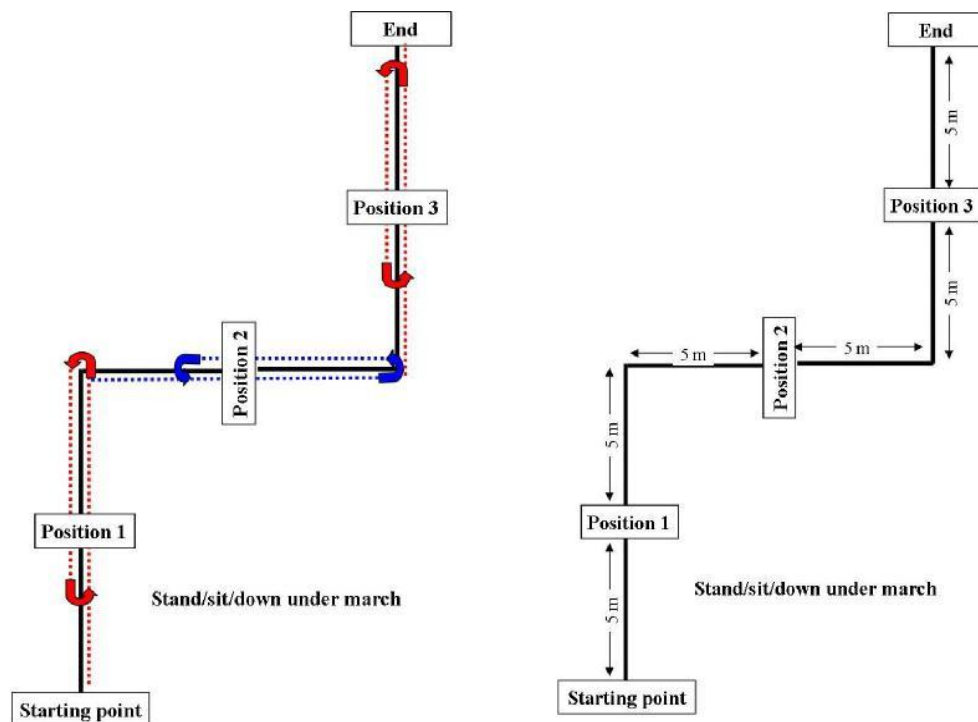 End
Position 3
Position 2
Position 1
Stand/sit/down under march
Starting point
End
5 m
Position 3
5 m
5 m
Position 2
5 m
5 m
Position 1
5 m
Stand/sit/down under march
Starting point